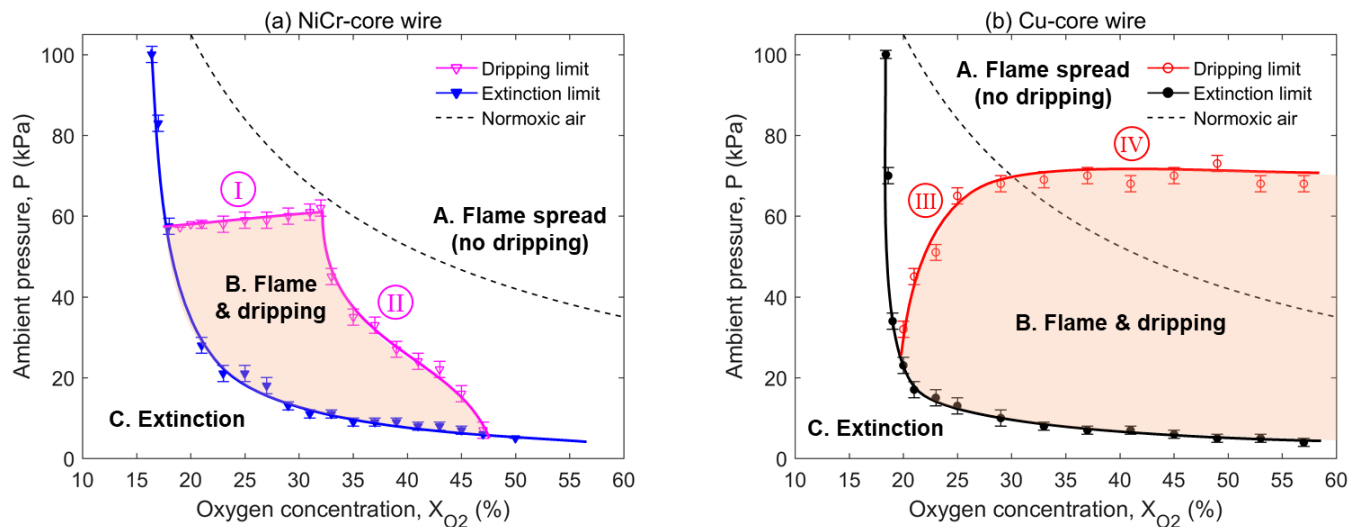 (a) NiCr-core wire
100
80
60
40
20
0
10 15 20 25 30 35 40 45 50 55 60
Ambient pressure, P (kPa)
Oxygen concentration, X_O2 (%)
Dripping limit
Extinction limit
Normoxic air
I
A. Flame spread
(no dripping)
B. Flame
& dripping
II
C. Extinction
(b) Cu-core wire
100
80
60
40
20
0
10 15 20 25 30 35 40 45 50 55 60
Ambient pressure, P (kPa)
Oxygen concentration, X_O2 (%)
A. Flame spread
(no dripping)
Dripping limit
Extinction limit
Normoxic air
IV
III
B. Flame & dripping
C. Extinction